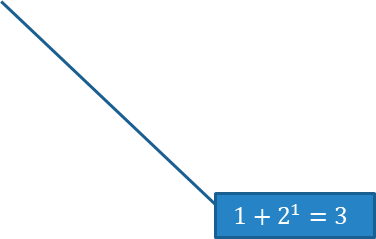 1 + 2¹ = 3